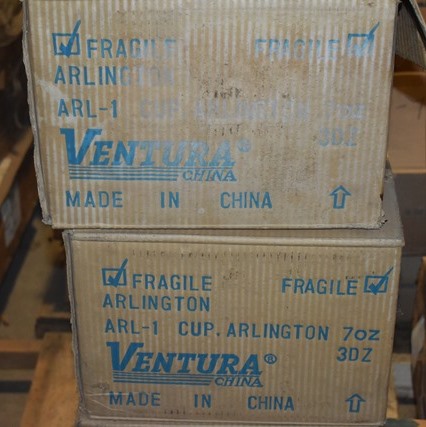 FRAGILE FRAGILE
ARLINGTON
ARL-1 CUP. ARLINGTON 7oz
3DZ
VENTURA®
CHINA
MADE IN CHINA
FRAGILE FRAGILE
ARLINGTON
ARL-1 CUP. ARLINGTON 7oz
3DZ
VENTURA®
CHINA
MADE IN CHINA